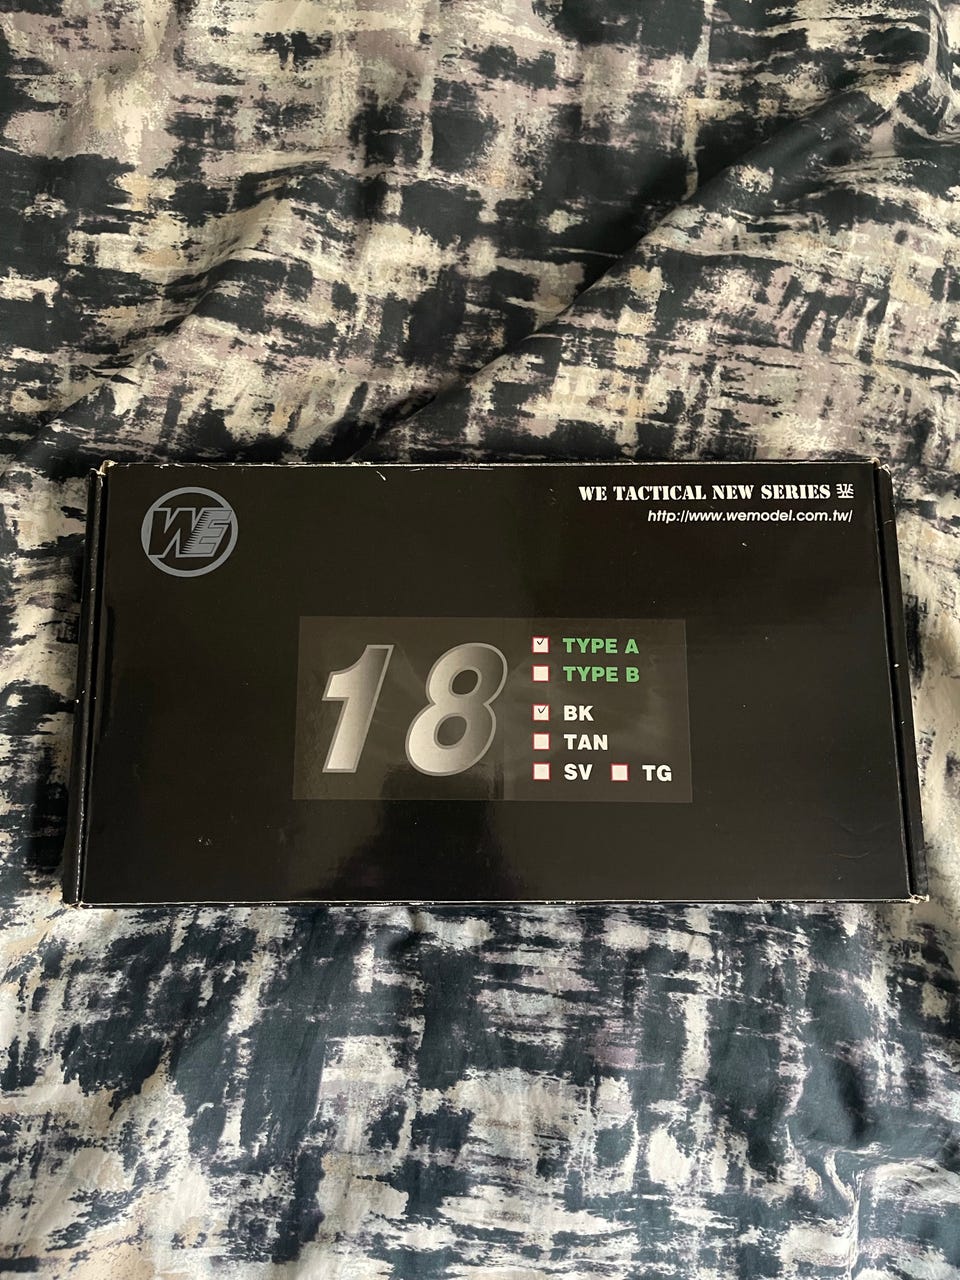 WE
WE TACTICAL NEW SERIES
http://www.wemodel.com.tw/
18
TYPE A
TYPE B
BK
TAN
SV TG